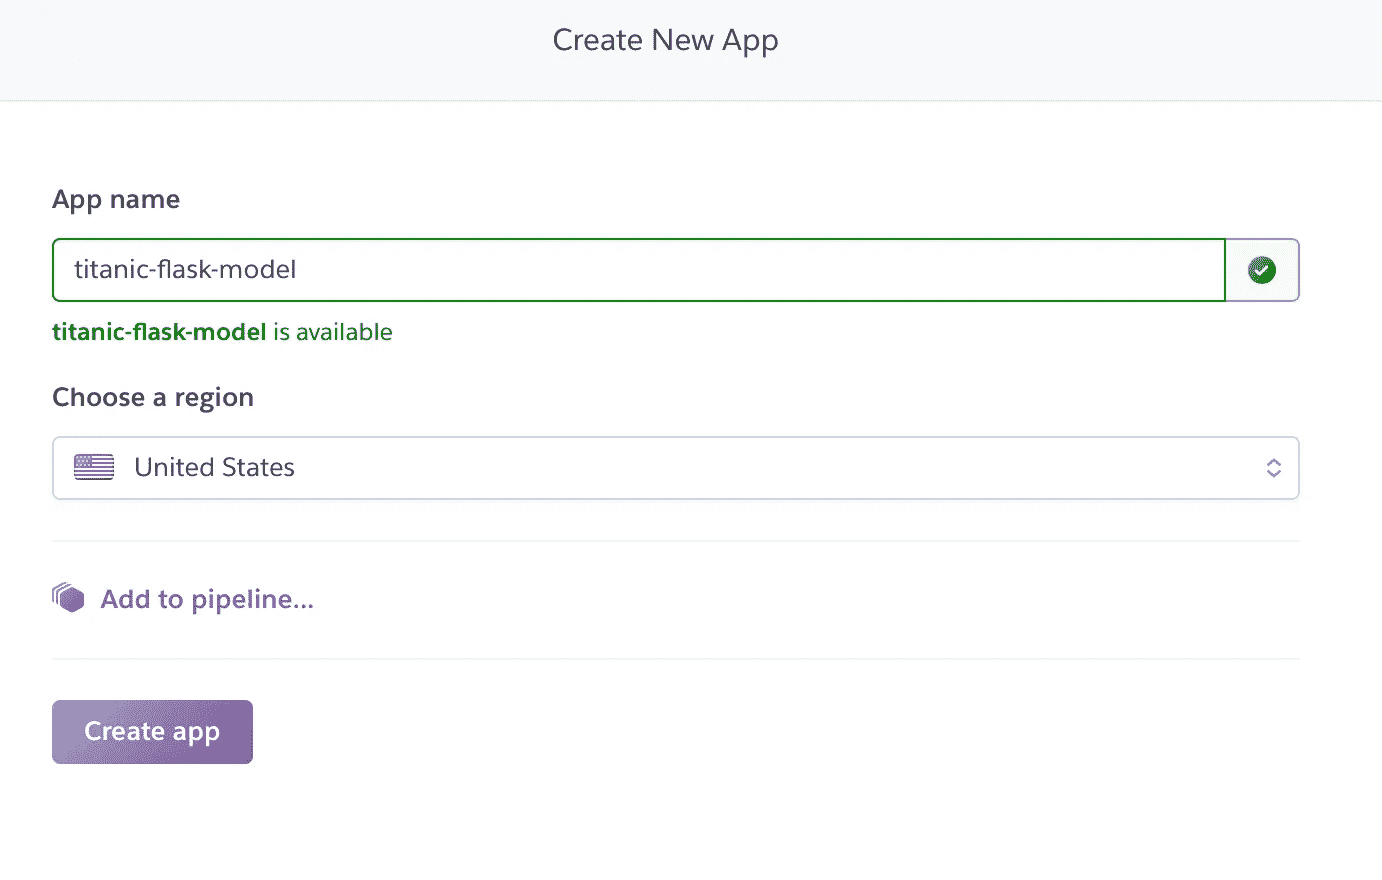 Create New App
App name
titanic-flask-model
titanic-flask-model is available
Choose a region
United States
Add to pipeline...
Create app